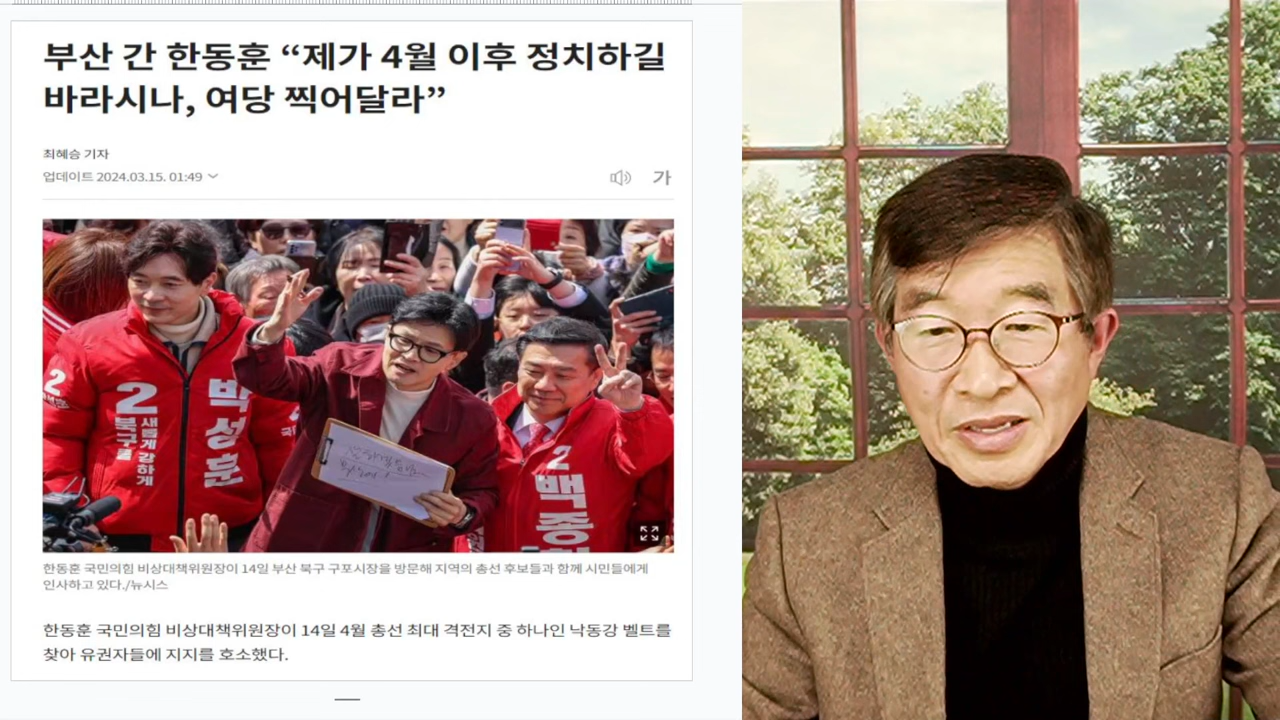 부산 간 한동훈 “제가 4월 이후 정치하길
바라시나, 여당 찍어달라”
최혜승 기자
업데이트 2024.03.15. 01:49
가
2
2
북구을
새롭게 강하게
박성훈
2
백종
한동훈 국민의힘 비상대책위원장이 14일 부산 북구 구포시장을 방문해 지역의 총선 후보들과 함께 시민들에게
인사하고 있다./뉴시스
한동훈 국민의힘 비상대책위원장이 14일 4월 총선 최대 격전지 중 하나인 낙동강 벨트를
찾아 유권자들에 지지를 호소했다.